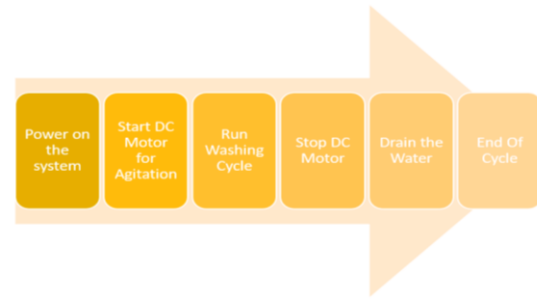 Power on
the
system
Start DC
Motor
for
Agitation
Run
Washing
Cycle
Stop DC
Motor
Drain the
Water
End Of
Cycle